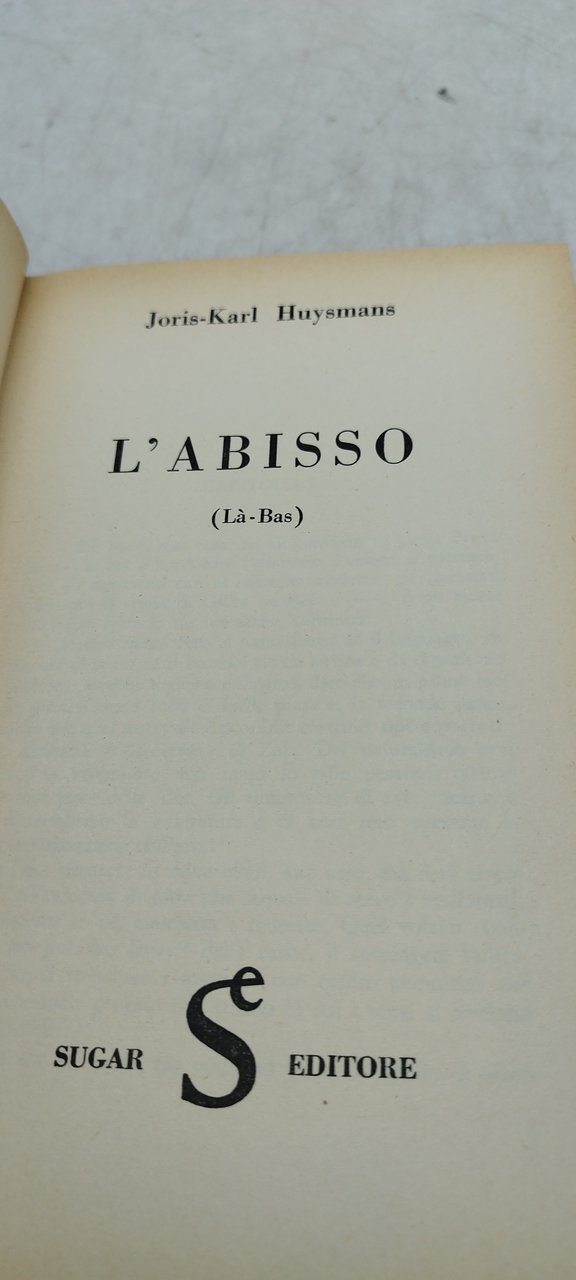 Joris-Karl Huysmans
L'ABISSO
(Là-Bas)
Se
SUGAR EDITORE